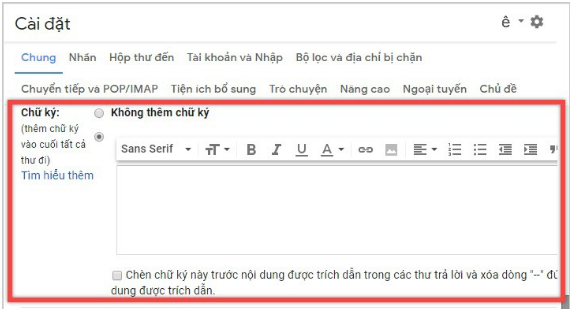 Cài đặt
ê
Chung Nhãn Hộp thư đến Tài khoản và Nhập Bộ lọc và địa chỉ bị chặn
Chuyển tiếp và POP/IMAP Tiện ích bổ sung Trò chuyện Nâng cao Ngoại tuyến Chủ đề
Chữ ký: Không thêm chữ ký
(thêm chữ ký
vào cuối tất cả
thư đi)
Tìm hiểu thêm
Sans Serif B I U A
Chèn chữ ký này trước nội dung được trích dẫn trong các thư trả lời và xóa dòng "--"
dung được trích dẫn.